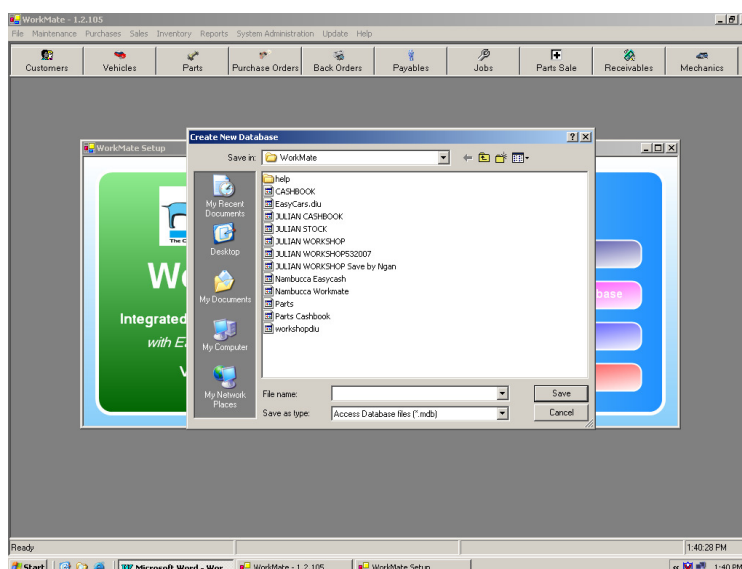 WorkMate - 1.2.105
File Maintenance Purchases Sales Inventory Reports System Administration Update Help
Customers Vehicles Parts Purchase Orders Back Orders Payables Jobs Parts Sale Receivables Mechanics
WorkMate Setup
Create New Database
Save in: WorkMate
My Recent Documents
Desktop
My Documents
My Computer
My Network Places
help
CASHBOOK
EasyCars.diu
JULIAN CASHBOOK
JULIAN STOCK
JULIAN WORKSHOP
JULIAN WORKSHOP532007
JULIAN WORKSHOP Save by Ngan
Nambucca Easycash
Nambucca Workmate
Parts
Parts Cashbook
workshopdiu
File name:
Save
Save as type: Access Database files (*.mdb)
Cancel
Wo
Integrated
with E
V
base
Ready
1:40:28 PM
Start
Microsoft Word - Wor...
WorkMate - 1.2.105
WorkMate Setup
1:40 PM